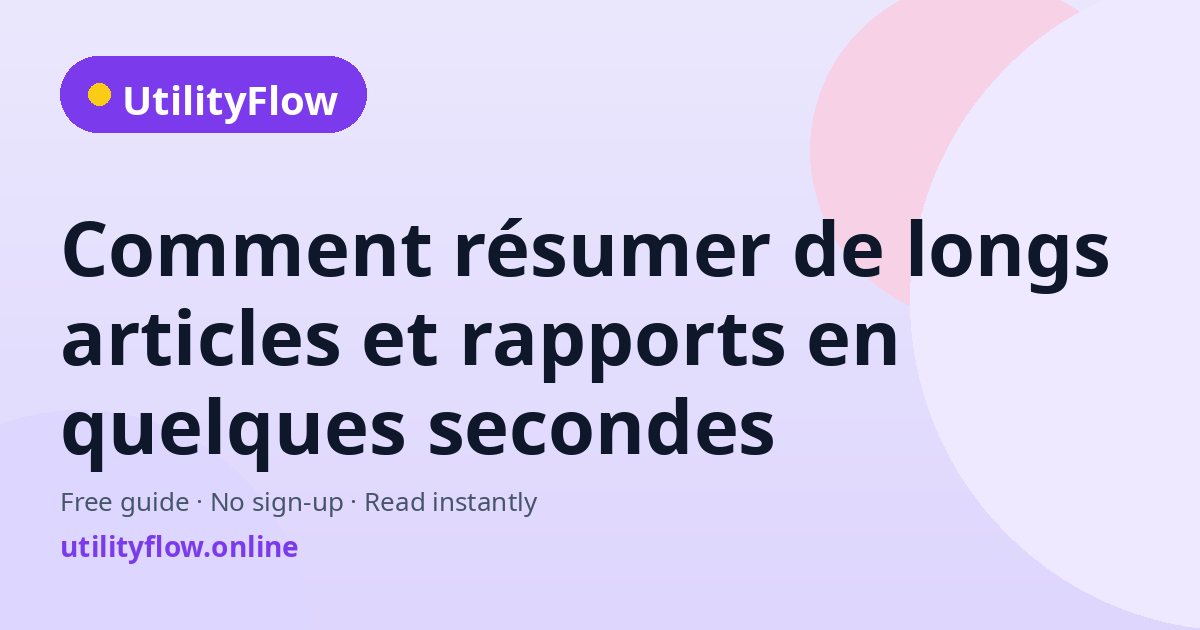 UtilityFlow
Comment résumer de longs
articles et rapports en
quelques secondes
Free guide · No sign-up · Read instantly
utilityflow.online